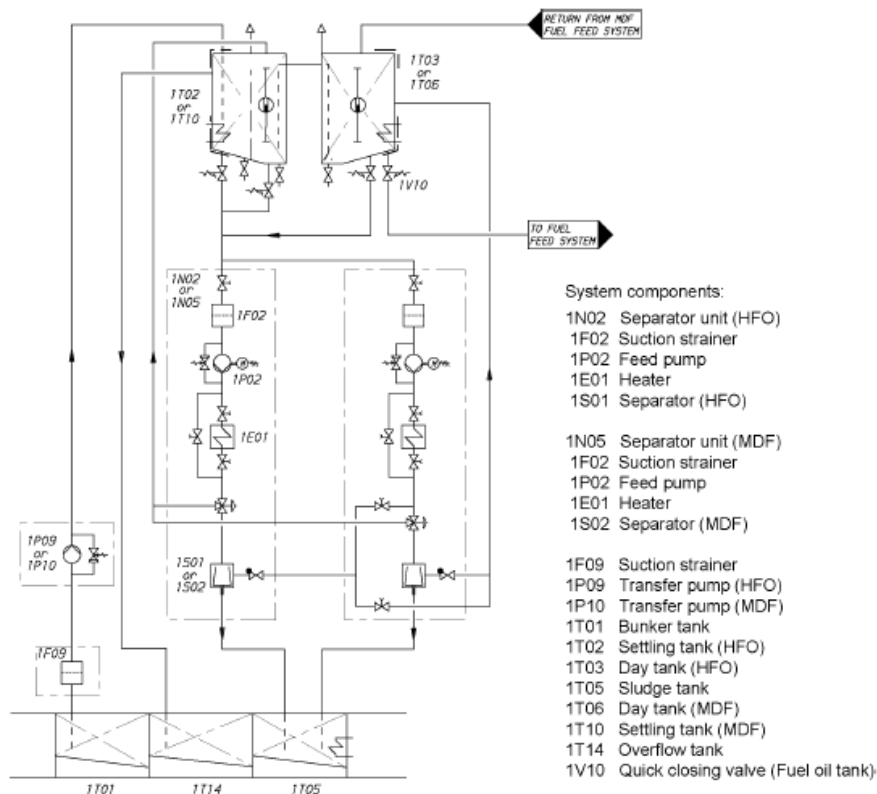 RETURN FROM MDF
FUEL FEED SYSTEM
1T03
or
1T06
1T02
or
1T10
1V10
TO FUEL
FEED SYSTEM
1N02
or
1N05
1F02
1P02
1E01
1P09
or
1P10
1S01
or
1S02
1F09
1T01
1T14
1T05
System components:
1N02 Separator unit (HFO)
1F02 Suction strainer
1P02 Feed pump
1E01 Heater
1S01 Separator (HFO)
1N05 Separator unit (MDF)
1F02 Suction strainer
1P02 Feed pump
1E01 Heater
1S02 Separator (MDF)
1F09 Suction strainer
1P09 Transfer pump (HFO)
1P10 Transfer pump (MDF)
1T01 Bunker tank
1T02 Settling tank (HFO)
1T03 Day tank (HFO)
1T05 Sludge tank
1T06 Day tank (MDF)
1T10 Settling tank (MDF)
1T14 Overflow tank
1V10 Quick closing valve (Fuel oil tank)